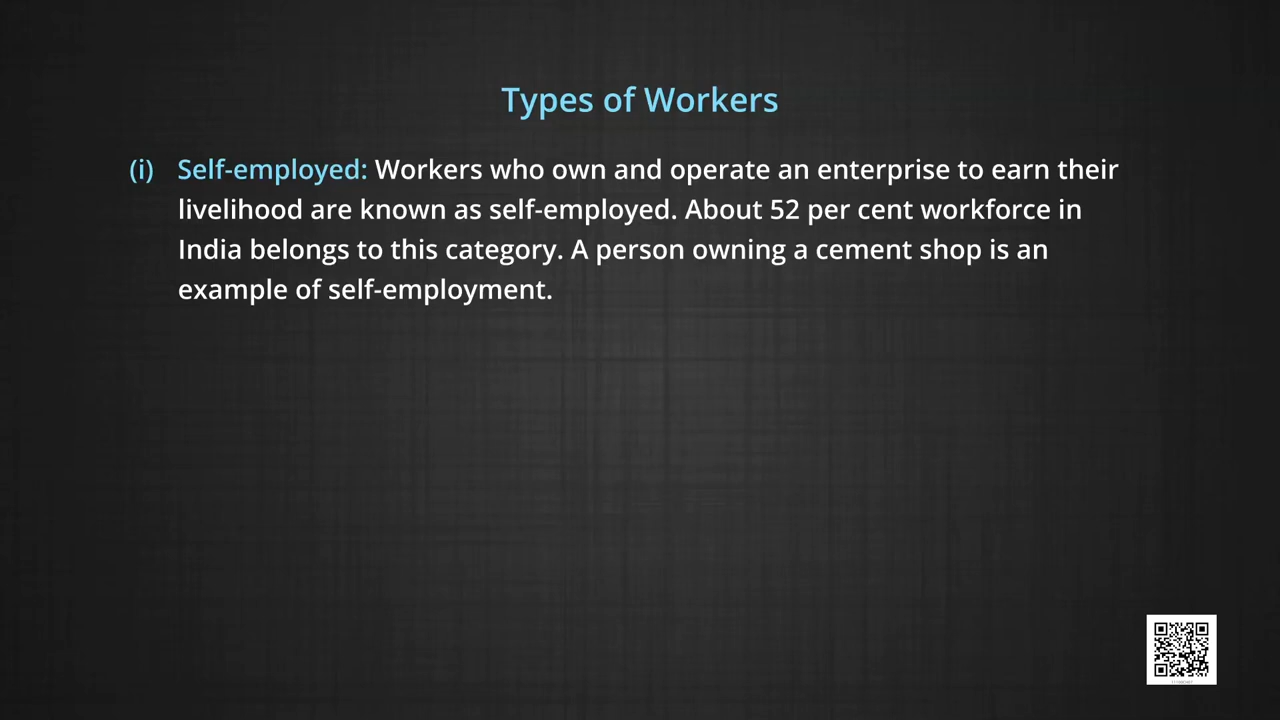 Types of Workers
(i) Self-employed: Workers who own and operate an enterprise to earn their
livelihood are known as self-employed. About 52 per cent workforce in
India belongs to this category. A person owning a cement shop is an
example of self-employment.